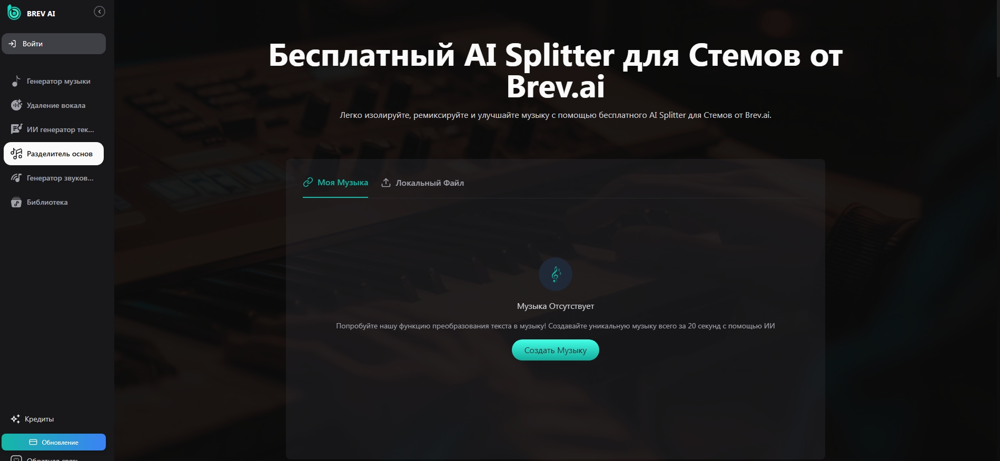 BREV AI
Войти
Генератор музыки
Удаление вокала
ИИ генератор тек...
Разделитель основ
Генератор звуков...
Библиотека
Кредиты
Обновление
Обратная связь
Бесплатный AI Splitter для Стемов от
Brev.ai
Легко изолируйте, ремиксируйте и улучшайте музыку с помощью бесплатного AI Splitter для Стемов от Brev.ai.
Моя Музыка
Локальный Файл
Музыка Отсутствует
Попробуйте нашу функцию преобразования текста в музыку! Создавайте уникальную музыку всего за 20 секунд с помощью ИИ
Создать Музыку